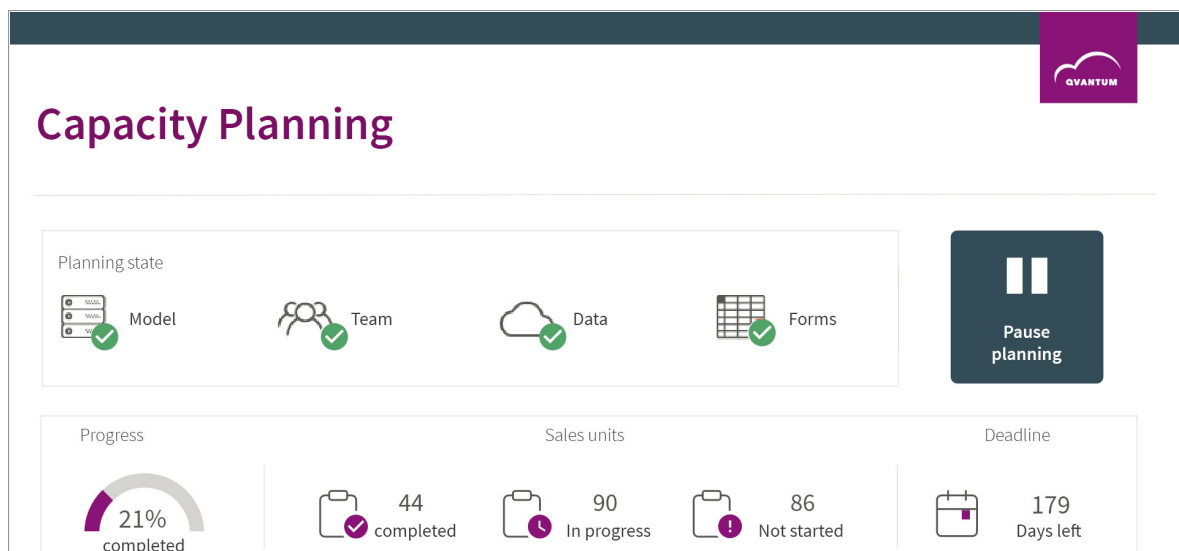 QVANTUM
Capacity Planning
Planning state
Model
Team
Data
Forms
Pause
planning
Progress
Sales units
Deadline
21%
completed
44
completed
90
In progress
86
Not started
179
Days left